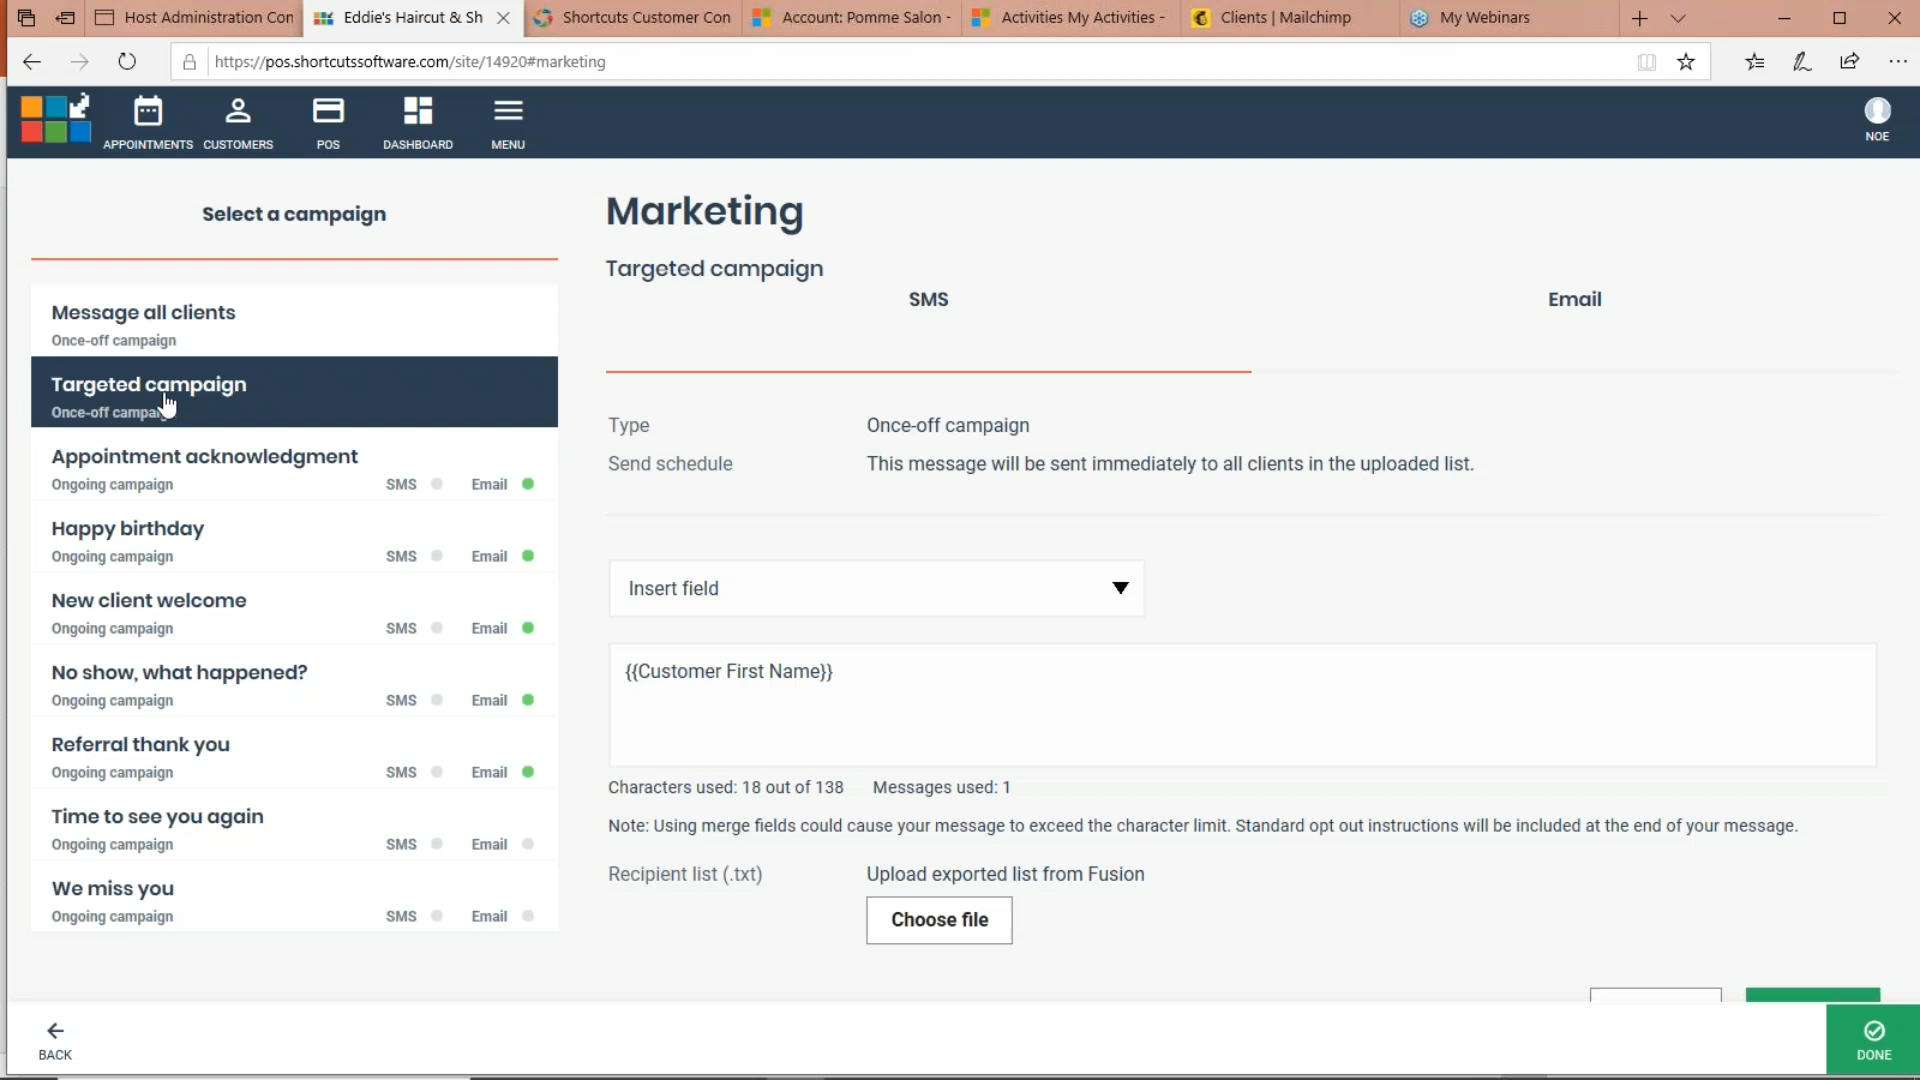 Host Administration Con
Eddie's Haircut & Sh
Shortcuts Customer Con
Account: Pomme Salon -
Activities My Activities -
Clients | Mailchimp
My Webinars
https://pos.shortcutssoftware.com/site/14920#marketing
APPOINTMENTS
CUSTOMERS
POS
DASHBOARD
MENU
NOE
Select a campaign
Message all clients
Once-off campaign
Targeted campaign
Once-off campaig
Appointment acknowledgment
Ongoing campaign SMS Email
Happy birthday
Ongoing campaign SMS Email
New client welcome
Ongoing campaign SMS Email
No show, what happened?
Ongoing campaign SMS Email
Referral thank you
Ongoing campaign SMS Email
Time to see you again
Ongoing campaign SMS Email
We miss you
Ongoing campaign SMS Email
Marketing
Targeted campaign
SMS Email
Type Once-off campaign
Send schedule This message will be sent immediately to all clients in the uploaded list.
Insert field
{{Customer First Name}}
Characters used: 18 out of 138 Messages used: 1
Note: Using merge fields could cause your message to exceed the character limit. Standard opt out instructions will be included at the end of your message.
Recipient list (.txt) Upload exported list from Fusion
Choose file
BACK
DONE